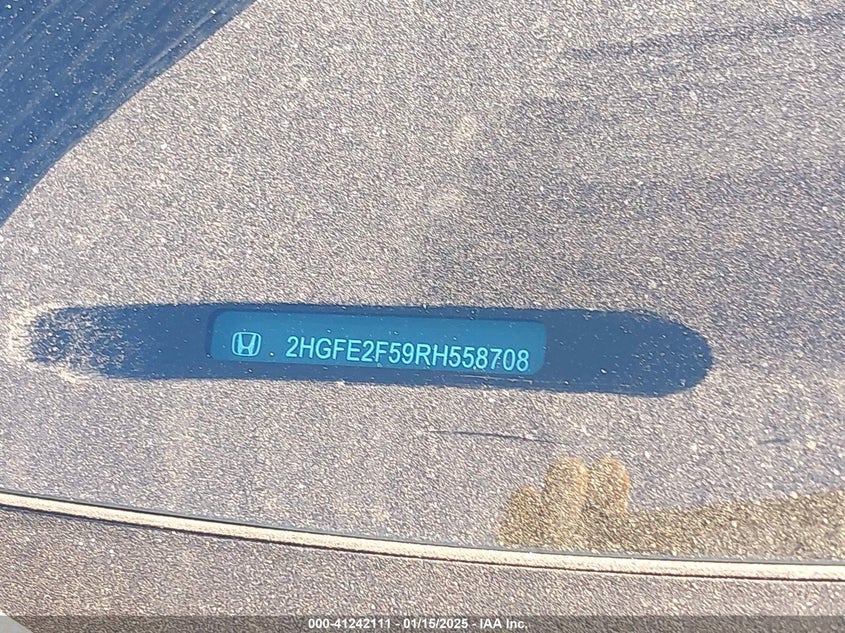 2HGFE2F59RH558708
000-41242111 - 01/15/2025 - IAA Inc.